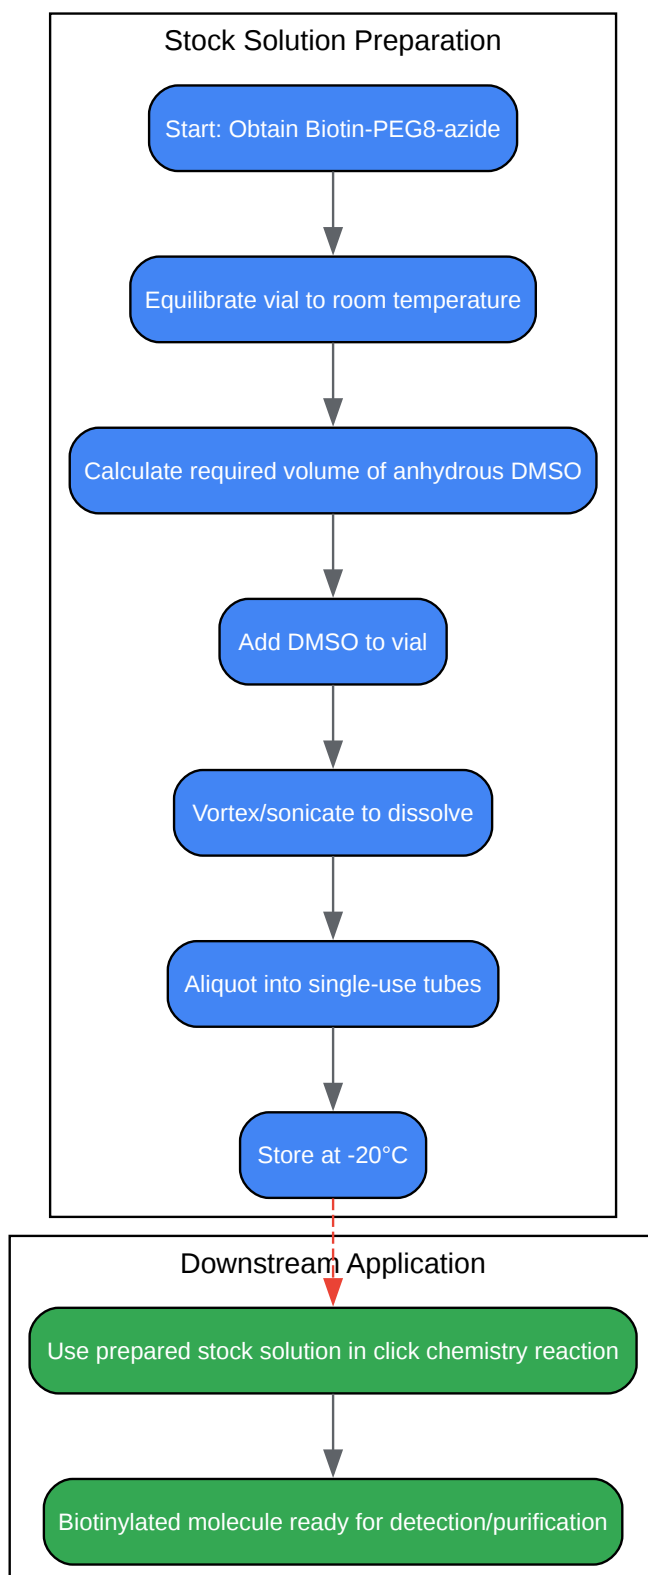 Stock Solution Preparation
Start: Obtain Biotin-PEG8-azide
Equilibrate vial to room temperature
Calculate required volume of anhydrous DMSO
Add DMSO to vial
Vortex/sonicate to dissolve
Aliquot into single-use tubes
Store at -20°C
Downstream Application
Use prepared stock solution in click chemistry reaction
Biotinylated molecule ready for detection/purification